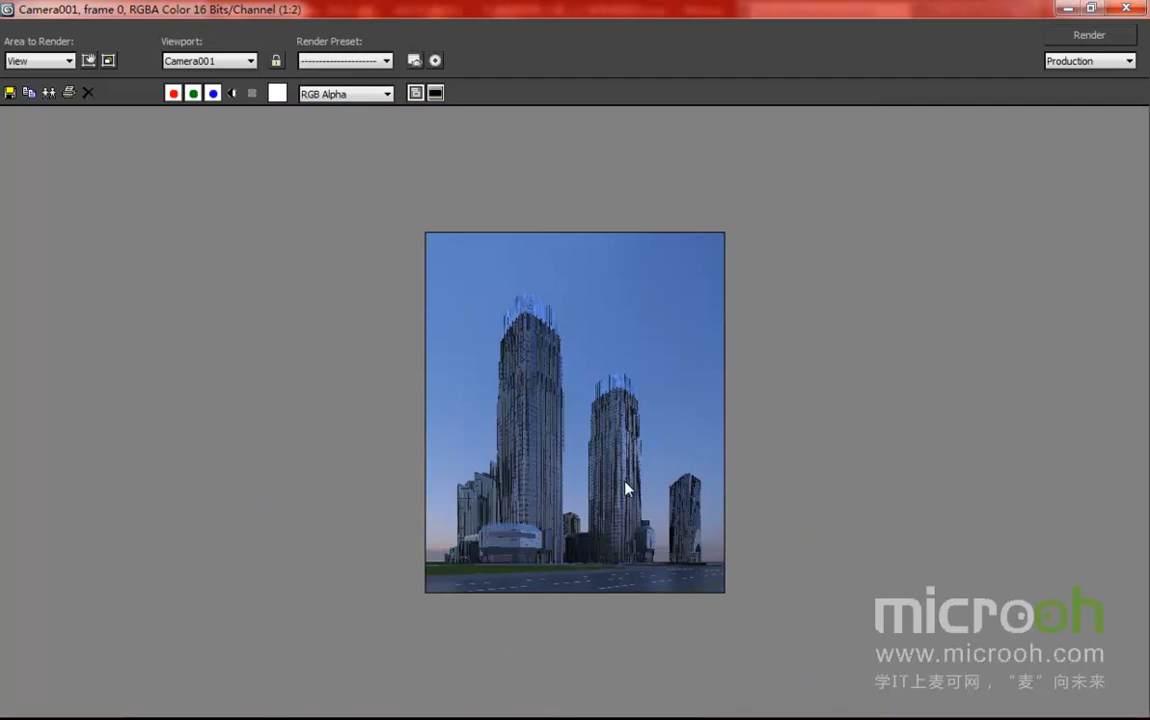 Camera001, frame 0, RGBA Color 16 Bits/Channel (1:2)
Area to Render:
Viewport:
Render Preset:
Render
View
Camera001
Production
RGB Alpha
microoh
www.microoh.com
学IT上麦可网，“麦”向未来